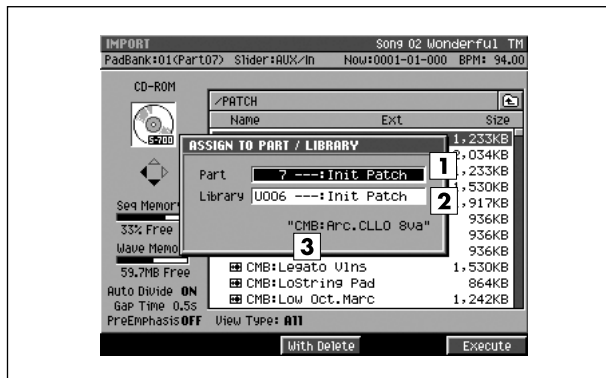 IMPORT Song 02 Wonderful TM
PadBank:01(Part07) Slider:AUX/In Now:0001-01-000 BPM: 94.00
CD-ROM
/PATCH
Name Ext Size
S-700
1,233KB
ASSIGN TO PART / LIBRARY
2,034KB
Part 7 ---:Init Patch 1
,233KB
,530KB
Library U006 ---:Init Patch 2
,917KB
Seq Memor
"CMB:Arc.CLLO 8va"
936KB
33% Free
3
936KB
Wave Memo
936KB
CMB:Legato Vlns 1,530KB
59.7MB Free
CMB:LoString Pad 864KB
Auto Divide ON
CMB:Low Oct.Marc 1,242KB
Gap Time 0.5s
PreEmphasis OFF View Type: All
With Delete Execute